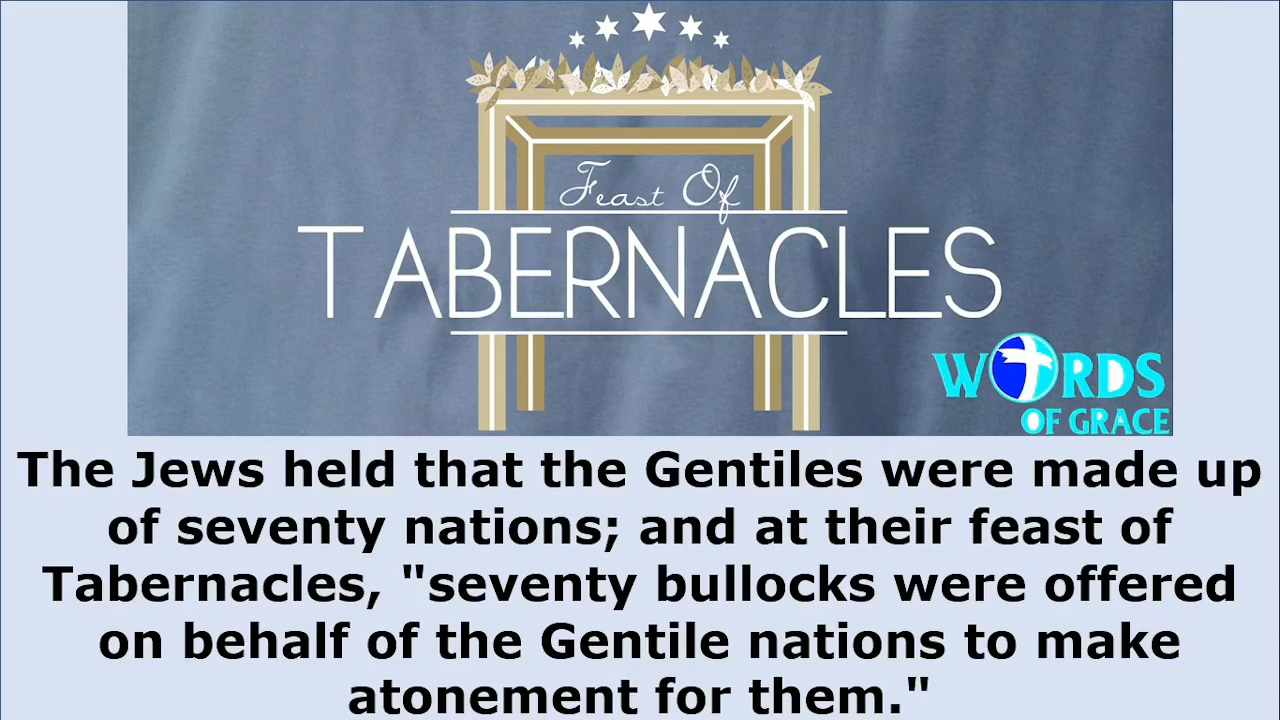 Feast Of
TABERNACLES
WORDS
OF GRACE
The Jews held that the Gentiles were made up
of seventy nations; and at their feast of
Tabernacles, "seventy bullocks were offered
on behalf of the Gentile nations to make
atonement for them."